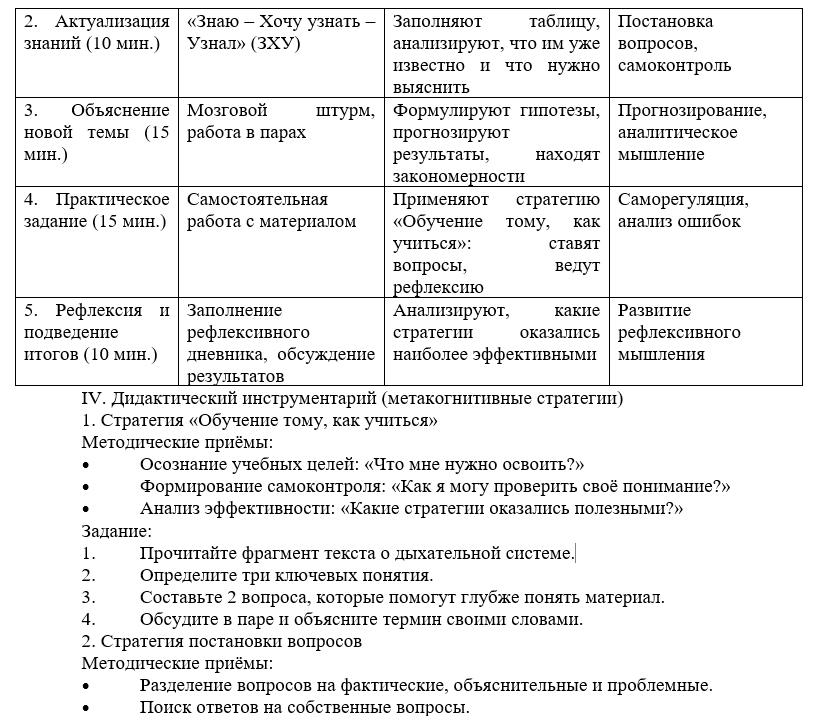 2. Актуализация знаний (10 мин.)
«Знаю – Хочу узнать – Узнал» (ЗХУ)
Заполняют таблицу, анализируют, что им уже известно и что нужно выяснить
Постановка вопросов, самоконтроль
3. Объяснение новой темы (15 мин.)
Мозговой штурм, работа в парах
Формулируют гипотезы, прогнозируют результаты, находят закономерности
Прогнозирование, аналитическое мышление
4. Практическое задание (15 мин.)
Самостоятельная работа с материалом
Применяют стратегию «Обучение тому, как учиться»: ставят вопросы, ведут рефлексию
Саморегуляция, анализ ошибок
5. Рефлексия и подведение итогов (10 мин.)
Заполнение рефлексивного дневника, обсуждение результатов
Анализируют, какие стратегии оказались наиболее эффективными
Развитие рефлексивного мышления
IV. Дидактический инструментарий (метакогнитивные стратегии)
1. Стратегия «Обучение тому, как учиться»
Методические приёмы:
• Осознание учебных целей: «Что мне нужно освоить?»
• Формирование самоконтроля: «Как я могу проверить своё понимание?»
• Анализ эффективности: «Какие стратегии оказались полезными?»
Задание:
1. Прочитайте фрагмент текста о дыхательной системе.
2. Определите три ключевых понятия.
3. Составьте 2 вопроса, которые помогут глубже понять материал.
4. Обсудите в паре и объясните термин своими словами.
2. Стратегия постановки вопросов
Методические приёмы:
• Разделение вопросов на фактические, объяснительные и проблемные.
• Поиск ответов на собственные вопросы.